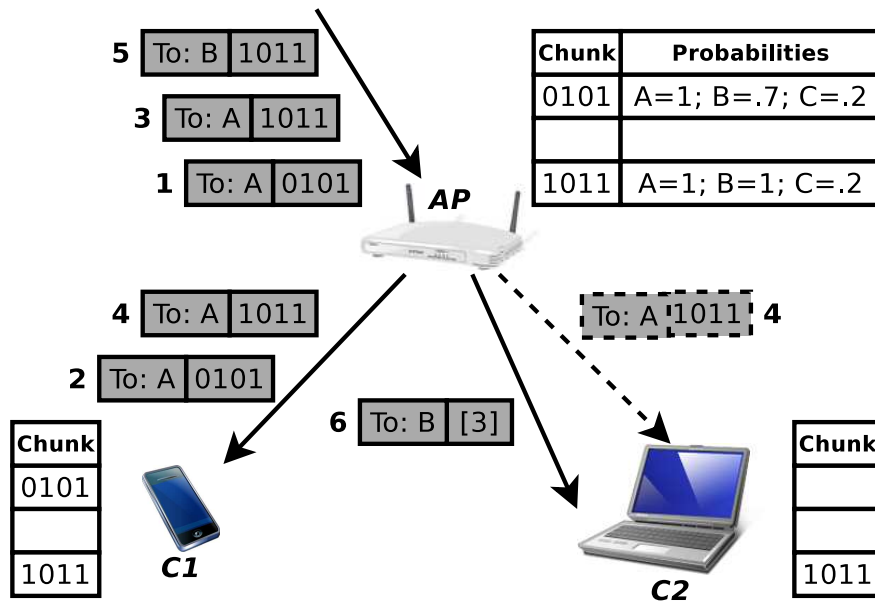 5 To: B 1011
3 To: A 1011
1 To: A 0101
AP
Chunk Probabilities
0101 A=1; B=.7; C=.2
1011 A=1; B=1; C=.2
4 To: A 1011
2 To: A 0101
To: A 1011 4
6 To: B [3]
Chunk
0101
1011
C1
C2
Chunk
1011